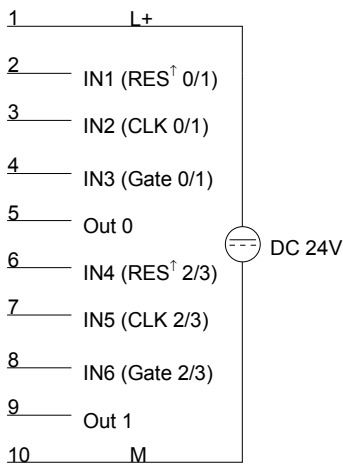 1 L+
2 IN1 (RES↑ 0/1)
3 IN2 (CLK 0/1)
4 IN3 (Gate 0/1)
5 Out 0
DC 24V
6 IN4 (RES↑ 2/3)
7 IN5 (CLK 2/3)
8 IN6 (Gate 2/3)
9 Out 1
10 M